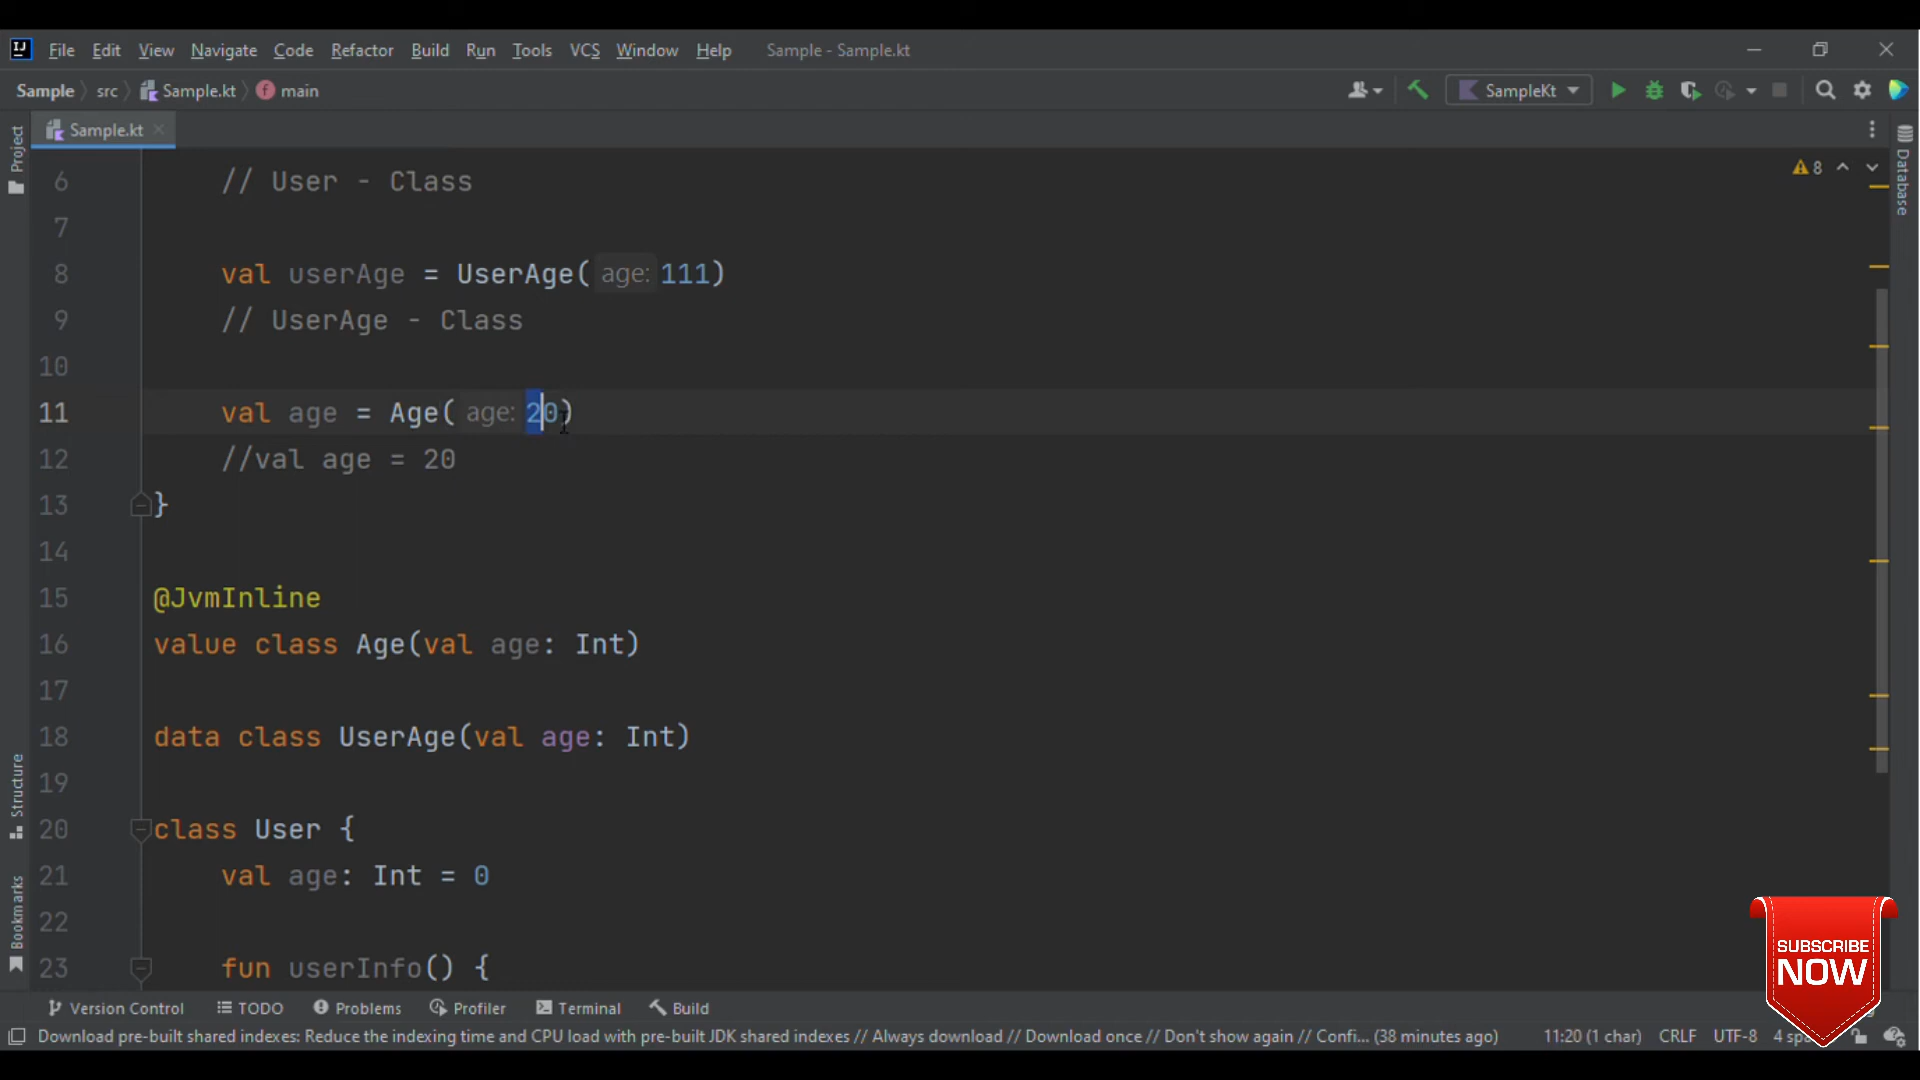 File Edit View Navigate Code Refactor Build Run Tools VCS Window Help Sample - Sample.kt
Sample src Sample.kt main SampleKt
Sample.kt
Project
Database
8
6 // User - Class
7
8 val userAge = UserAge( age: 111)
9 // UserAge - Class
10
11 val age = Age( age: 20)
12 //val age = 20
13 }
14
15 @JvmInline
16 value class Age(val age: Int)
17
18 data class UserAge(val age: Int)
19
20 class User {
21 val age: Int = 0
22
23 fun userInfo() {
Structure
Bookmarks
SUBSCRIBE
NOW
Version Control TODO Problems Profiler Terminal Build
Download pre-built shared indexes: Reduce the indexing time and CPU load with pre-built JDK shared indexes // Always download // Download once // Don't show again // Confi... (38 minutes ago) 11:20 (1 char) CRLF UTF-8 4